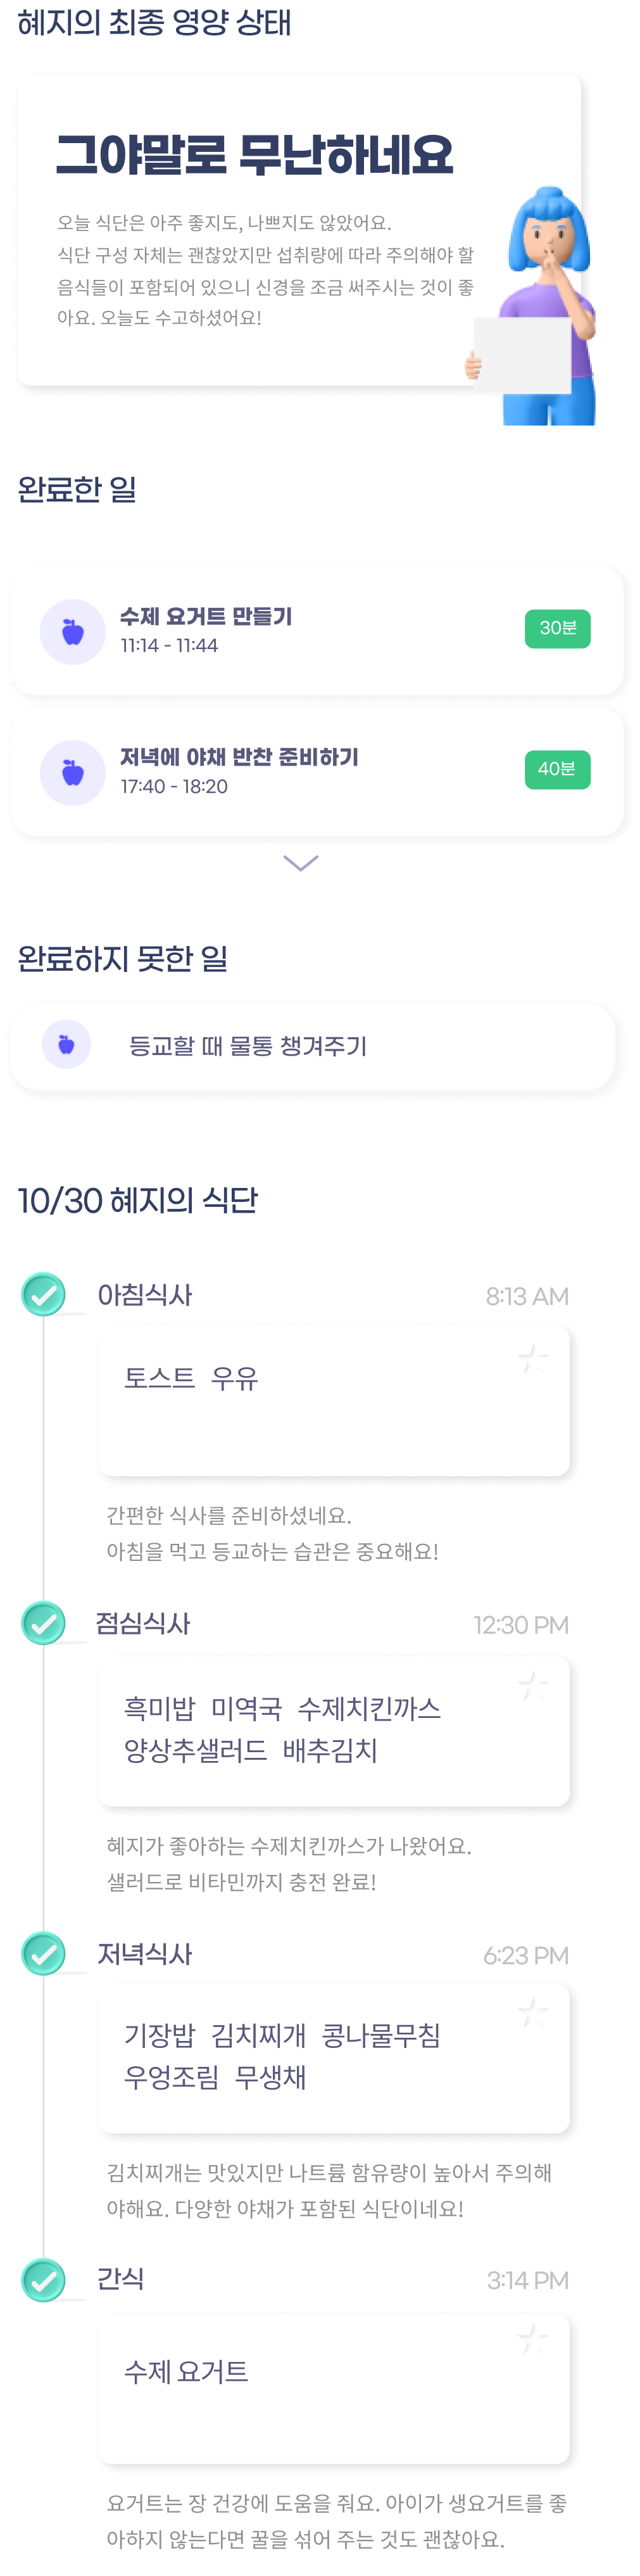 혜지의 최종 영양 상태
그야말로 무난하네요
오늘 식단은 아주 좋지도, 나쁘지도 않았어요.
식단 구성 자체는 괜찮았지만 섭취량에 따라 주의해야 할
음식들이 포함되어 있으니 신경을 조금 써주시는 것이 좋
아요. 오늘도 수고하셨어요!
완료한 일
수제 요거트 만들기
11:14 - 11:44
30분
저녁에 야채 반찬 준비하기
17:40 - 18:20
40분
완료하지 못한 일
등교할 때 물통 챙겨주기
10/30 혜지의 식단
아침식사
8:13 AM
토스트 우유
간편한 식사를 준비하셨네요.
아침을 먹고 등교하는 습관은 중요해요!
점심식사
12:30 PM
흑미밥 미역국 수제치킨까스
양상추샐러드 배추김치
혜지가 좋아하는 수제치킨까스가 나왔어요.
샐러드로 비타민까지 충전 완료!
저녁식사
6:23 PM
기장밥 김치찌개 콩나물무침
우엉조림 무생채
김치찌개는 맛있지만 나트륨 함유량이 높아서 주의해
야해요. 다양한 야채가 포함된 식단이네요!
간식
3:14 PM
수제 요거트
요거트는 장 건강에 도움을 줘요. 아이가 생요거트를 좋
아하지 않는다면 꿀을 섞어 주는 것도 괜찮아요.